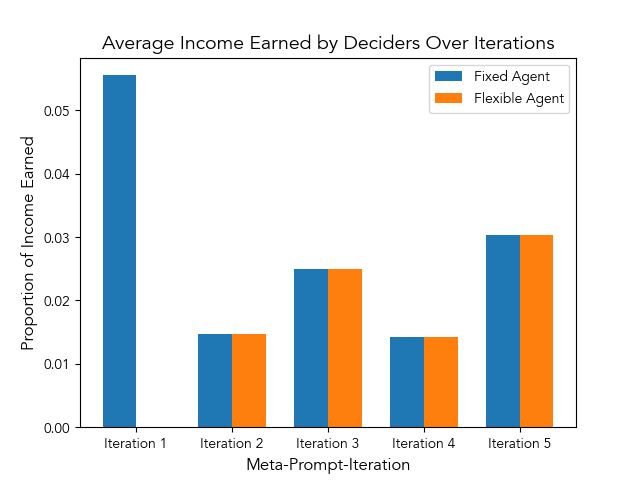 Average Income Earned by Deciders Over Iterations
Fixed Agent
Flexible Agent
Proportion of Income Earned
0.05
0.04
0.03
0.02
0.01
0.00
Iteration 1
Iteration 2
Iteration 3
Iteration 4
Iteration 5
Meta-Prompt-Iteration